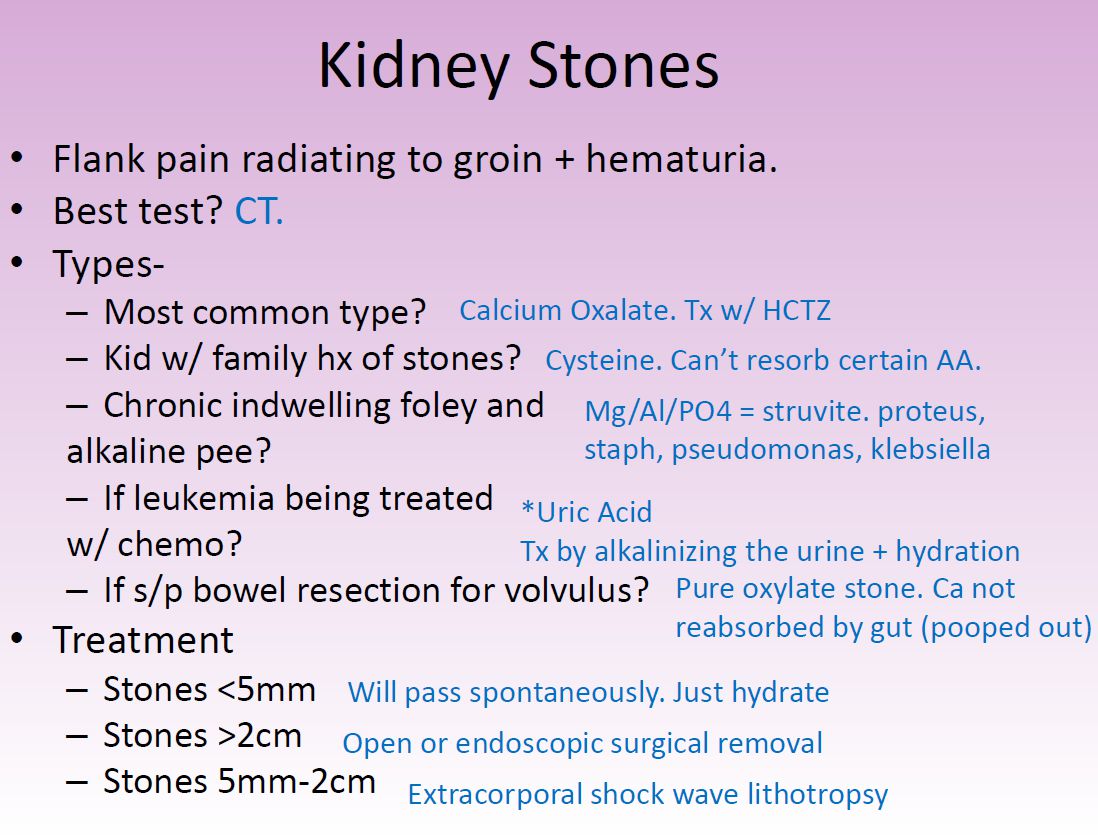 Kidney Stones
• Flank pain radiating to groin + hematuria.
• Best test? CT.
• Types-
– Most common type? Calcium Oxalate. Tx w/ HCTZ
– Kid w/ family hx of stones? Cysteine. Can’t resorb certain AA.
– Chronic indwelling foley and
alkaline pee?
Mg/Al/PO4 = struvite. proteus,
staph, pseudomonas, klebsiella
– If leukemia being treated
w/ chemo?
*Uric Acid
Tx by alkalinizing the urine + hydration
– If s/p bowel resection for volvulus?
Pure oxylate stone. Ca not
reabsorbed by gut (pooped out)
• Treatment
– Stones <5mm Will pass spontaneously. Just hydrate
– Stones >2cm Open or endoscopic surgical removal
– Stones 5mm-2cm Extracorporal shock wave lithotropsy